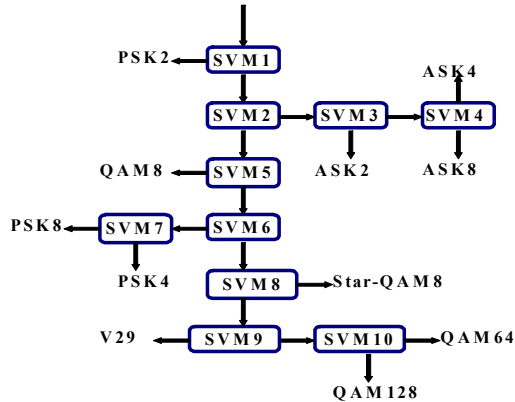 PSK2
SVM1
ASK4
SVM2
SVM3
SVM4
QAM8
SVM5
ASK2
ASK8
PSK8
SVM7
SVM6
PSK4
SVM8
Star-QAM8
V29
SVM9
SVM10
QAM64
QAM128